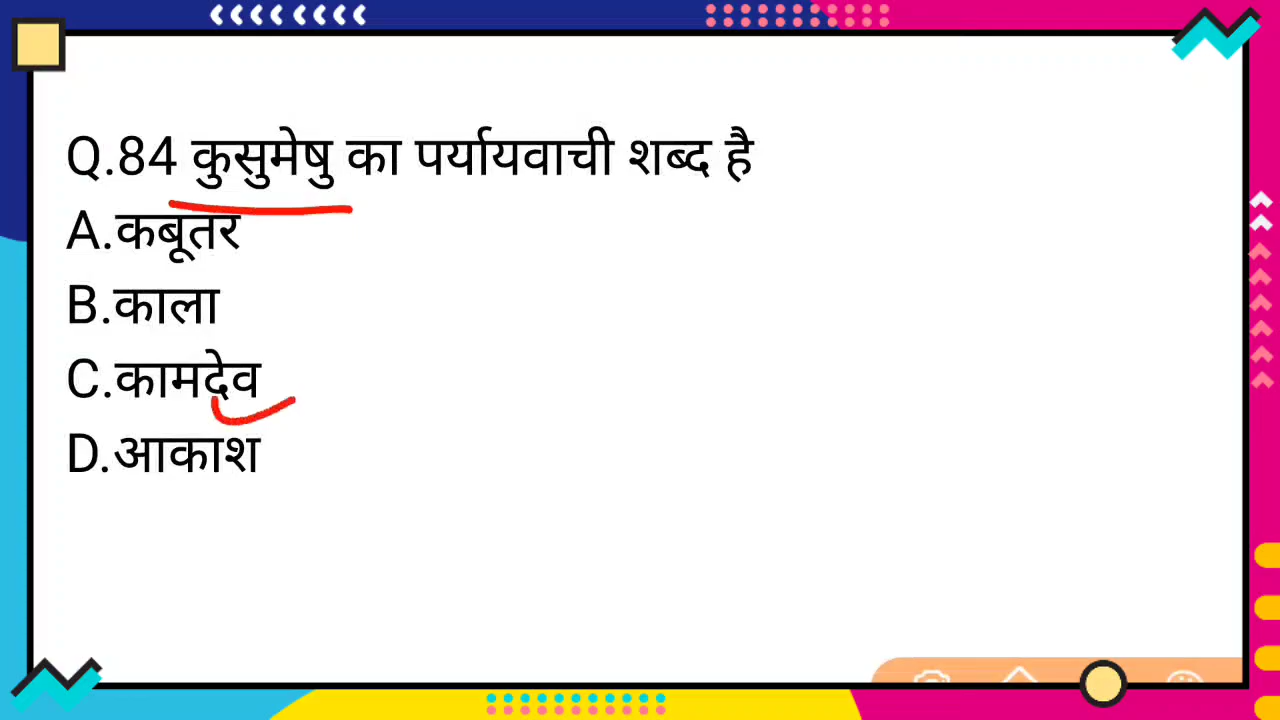 Q.84 कुसुमेषु का पर्यायवाची शब्द है
A.कबूतर
B.काला
C.कामदेव
D.आकाश